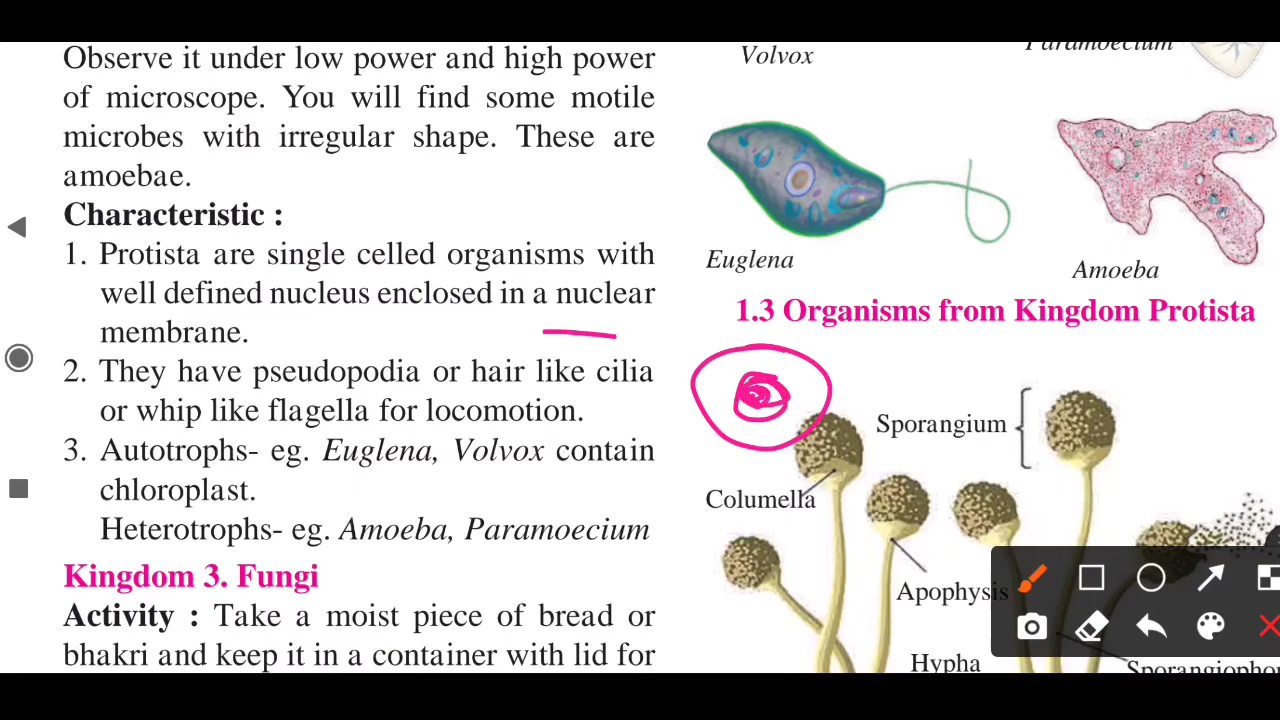 Observe it under low power and high power
of microscope. You will find some motile
microbes with irregular shape. These are
amoebae.
Characteristic :
1. Protista are single celled organisms with
well defined nucleus enclosed in a nuclear
membrane.
2. They have pseudopodia or hair like cilia
or whip like flagella for locomotion.
3. Autotrophs- eg. Euglena, Volvox contain
chloroplast.
Heterotrophs- eg. Amoeba, Paramoecium
Kingdom 3. Fungi
Activity : Take a moist piece of bread or
bhakri and keep it in a container with lid for
Volvox
Paramoecium
Euglena
Amoeba
1.3 Organisms from Kingdom Protista
Sporangium
Columella
Apophysis
Hypha